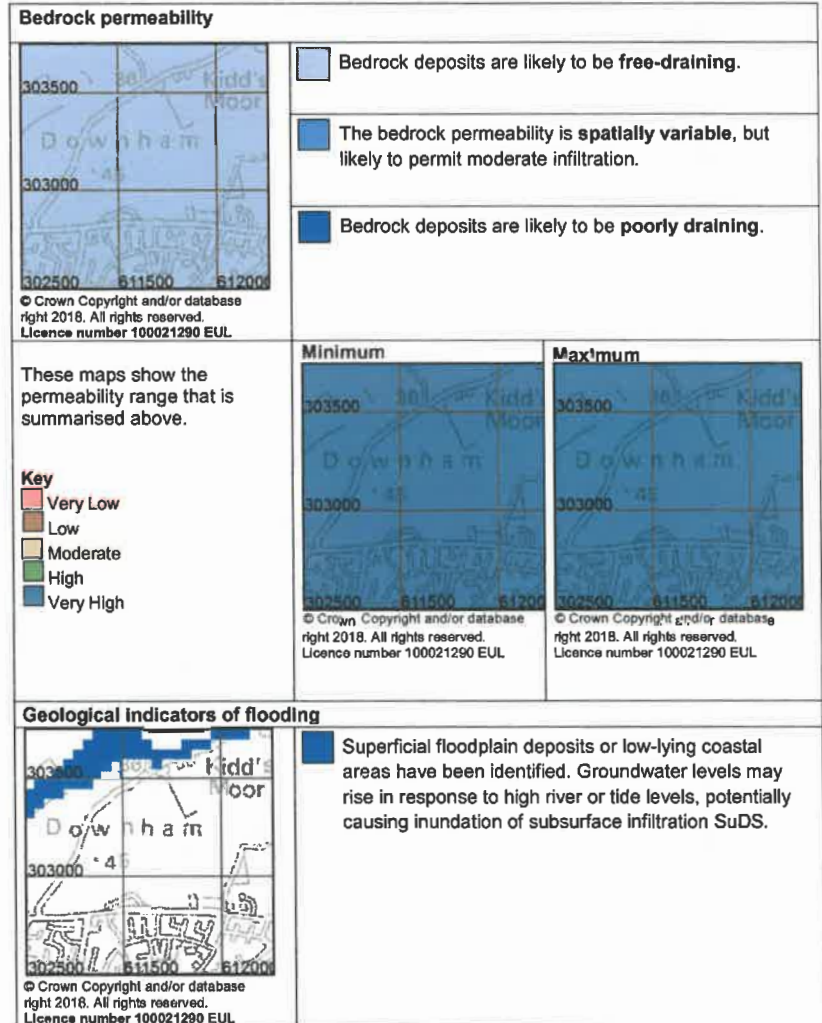 Bedrock permeability
303500
Kidd's
Moor
Downham
45
303000
302500 611500 612000
© Crown Copyright and/or database
right 2018. All rights reserved.
Licence number 100021290 EUL
Bedrock deposits are likely to be free-draining.
The bedrock permeability is spatially variable, but
likely to permit moderate infiltration.
Bedrock deposits are likely to be poorly draining.
These maps show the
permeability range that is
summarised above.
Key
Very Low
Low
Moderate
High
Very High
Minimum
303500
Kidd's
Moor
Downham
45
303000
302500 611500 61200
© Crown Copyright and/or database
right 2018. All rights reserved.
Licence number 100021290 EUL
Maximum
303500
Kidd's
Moor
Downham
45
303000
302500 611500 612000
© Crown Copyright and/or database
right 2018. All rights reserved.
Licence number 100021290 EUL
Geological indicators of flooding
303500
Kidd's
Moor
Downham
45
303000
302500 611500 612000
© Crown Copyright and/or database
right 2018. All rights reserved.
Licence number 100021290 EUL
Superficial floodplain deposits or low-lying coastal
areas have been identified. Groundwater levels may
rise in response to high river or tide levels, potentially
causing inundation of subsurface infiltration SuDS.